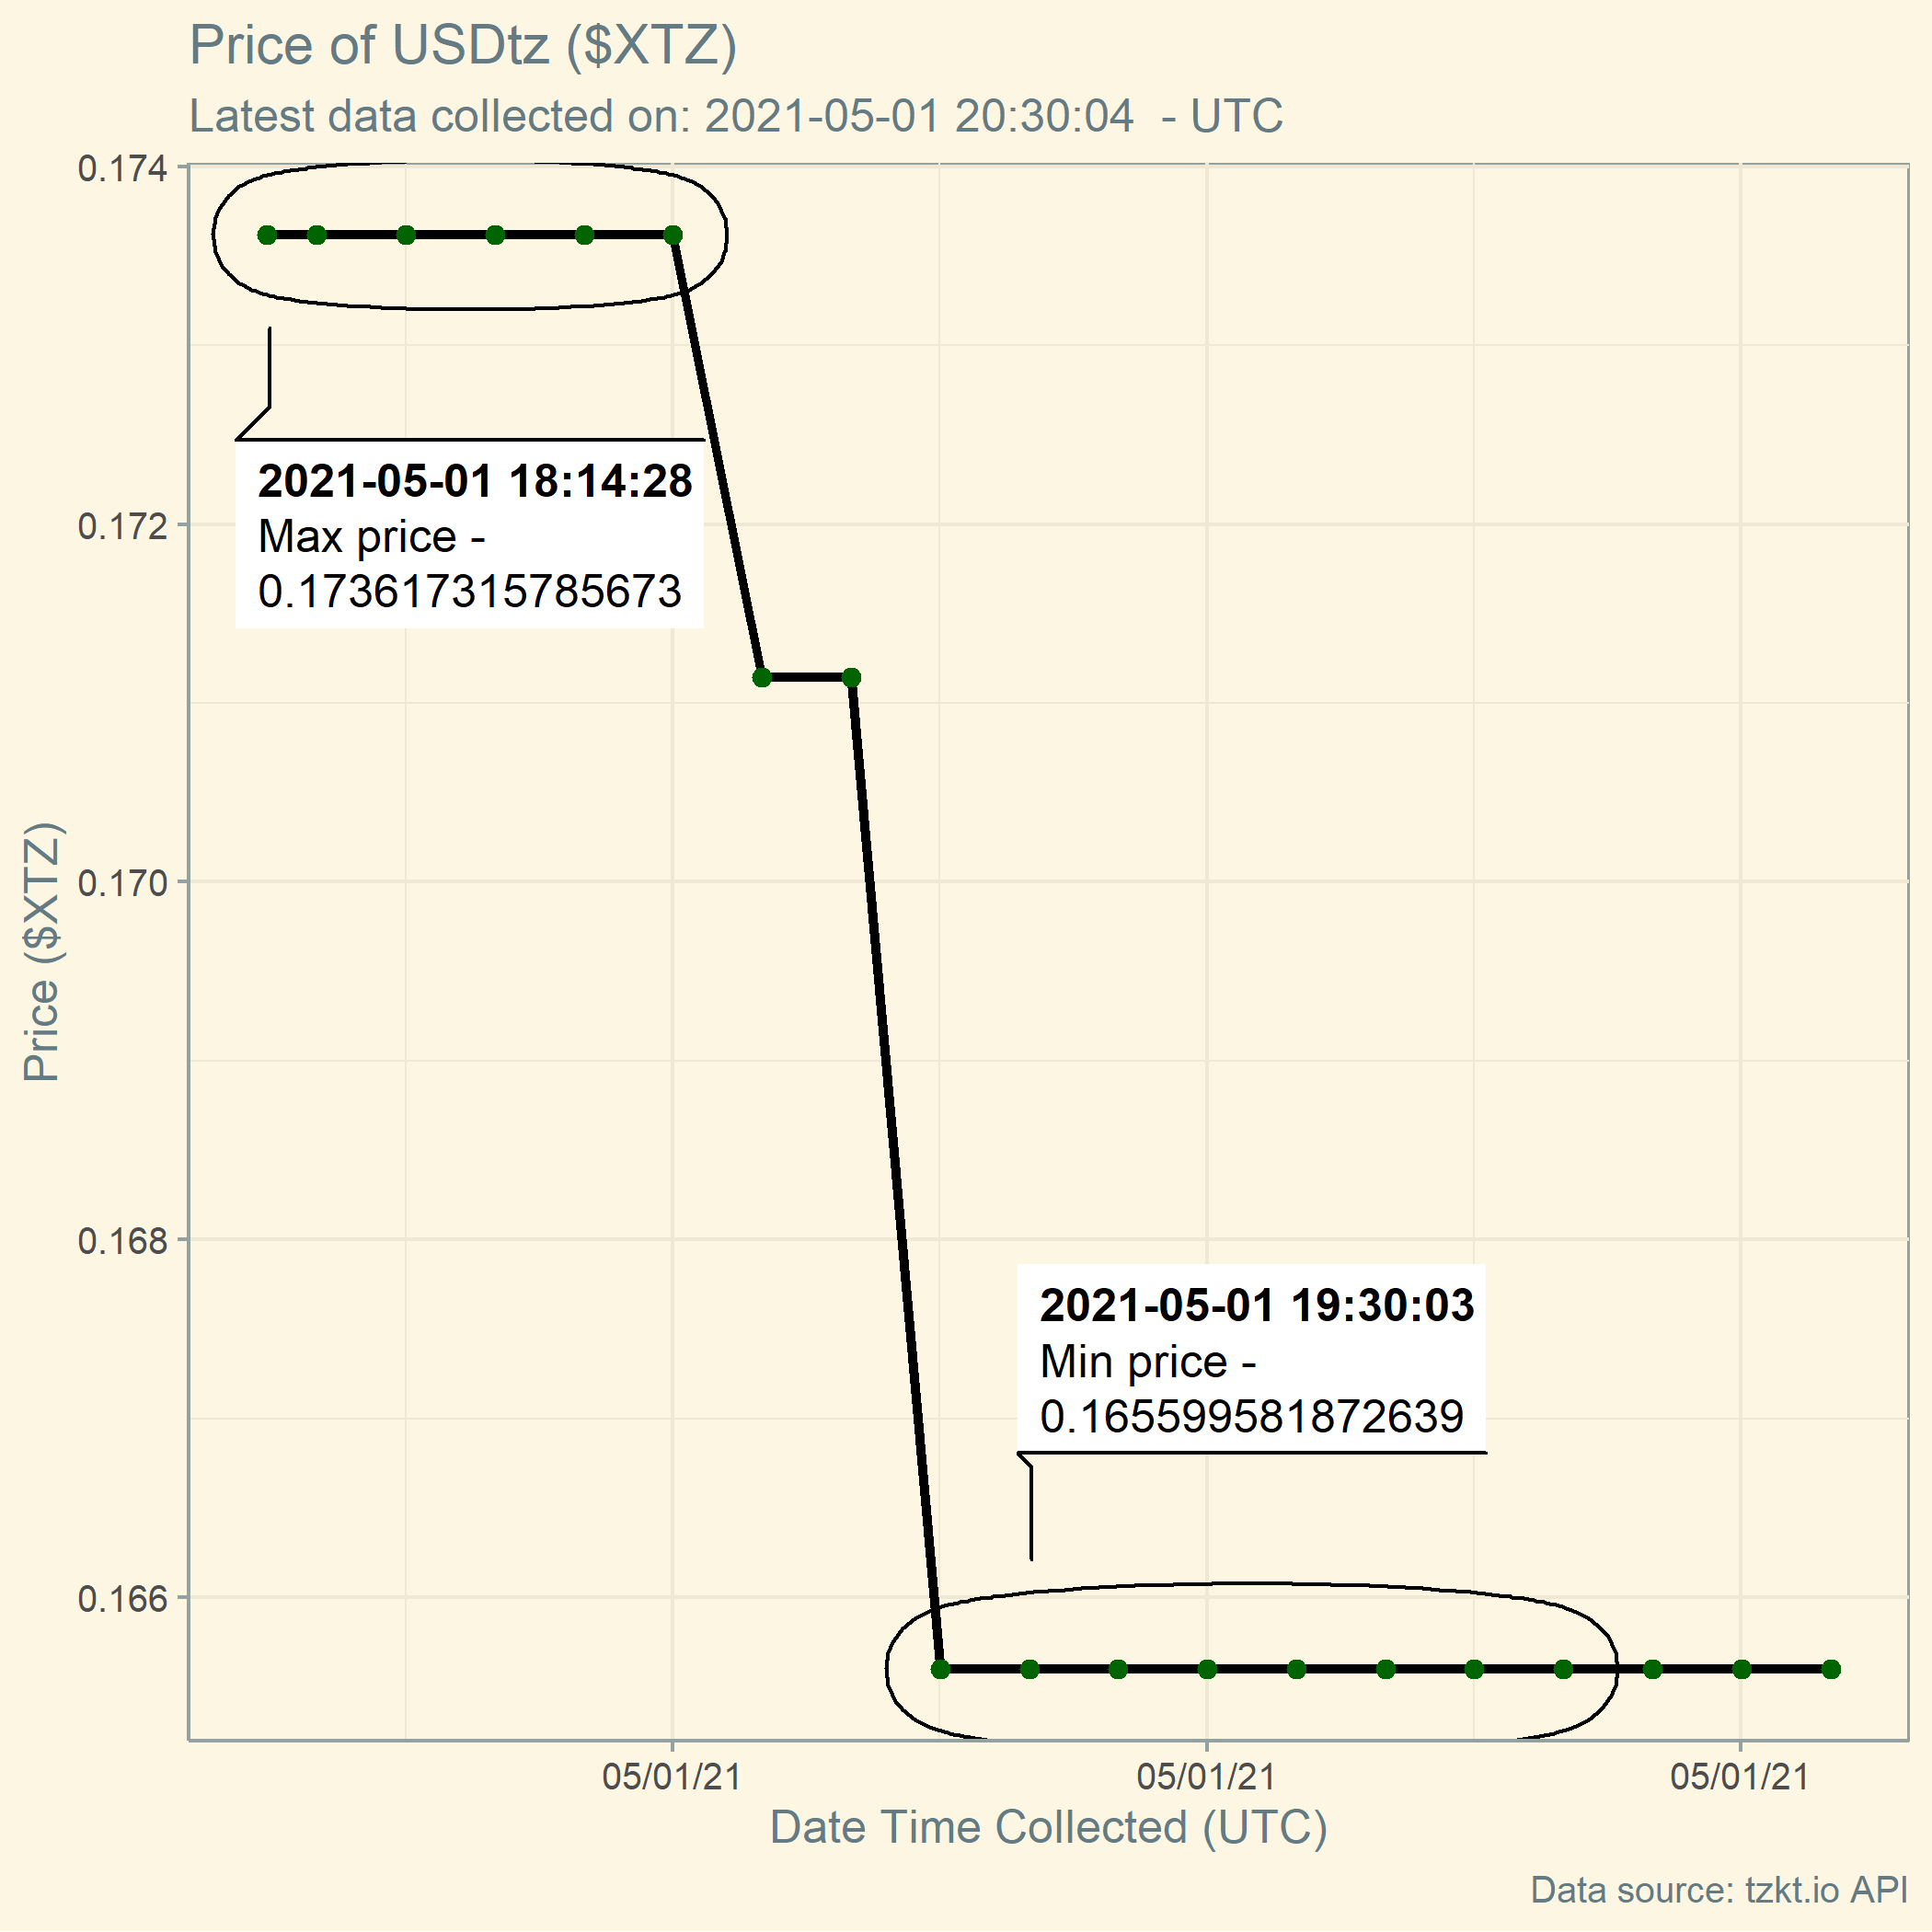 Price of USDtz ($XTZ)
Latest data collected on: 2021-05-01 20:30:04  - UTC
0.174
0.172
0.170
0.168
0.166
Price ($XTZ)
2021-05-01 18:14:28
Max price -
0.173617315785673
2021-05-01 19:30:03
Min price -
0.165599581872639
05/01/21
05/01/21
05/01/21
Date Time Collected (UTC)
Data source: tzkt.io API